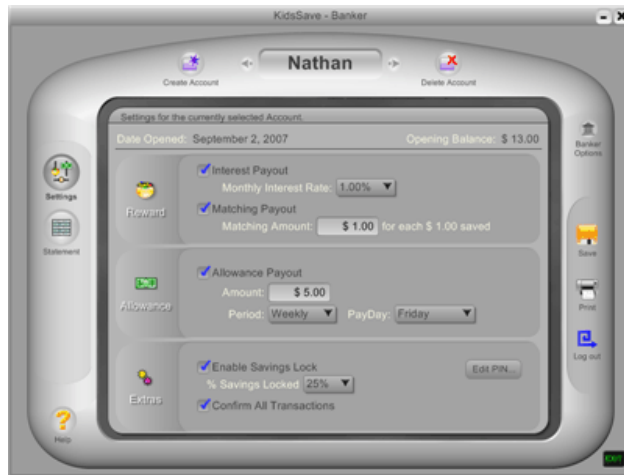 KidsSave - Banker
Nathan
Create Account
Delete Account
Settings for the currently selected Account.
Date Opened: September 2, 2007 Opening Balance: $ 13.00
Banker
Options
Settings
Statement
Reward
Interest Payout
Monthly Interest Rate: 1.00%
Matching Payout
Matching Amount: $ 1.00 for each $ 1.00 saved
Allowance
Allowance Payout
Amount: $ 5.00
Period: Weekly PayDay: Friday
Save
Print
Log out
Extras
Enable Savings Lock Edit PIN...
% Savings Locked 25%
Confirm All Transactions
Help
EXIT